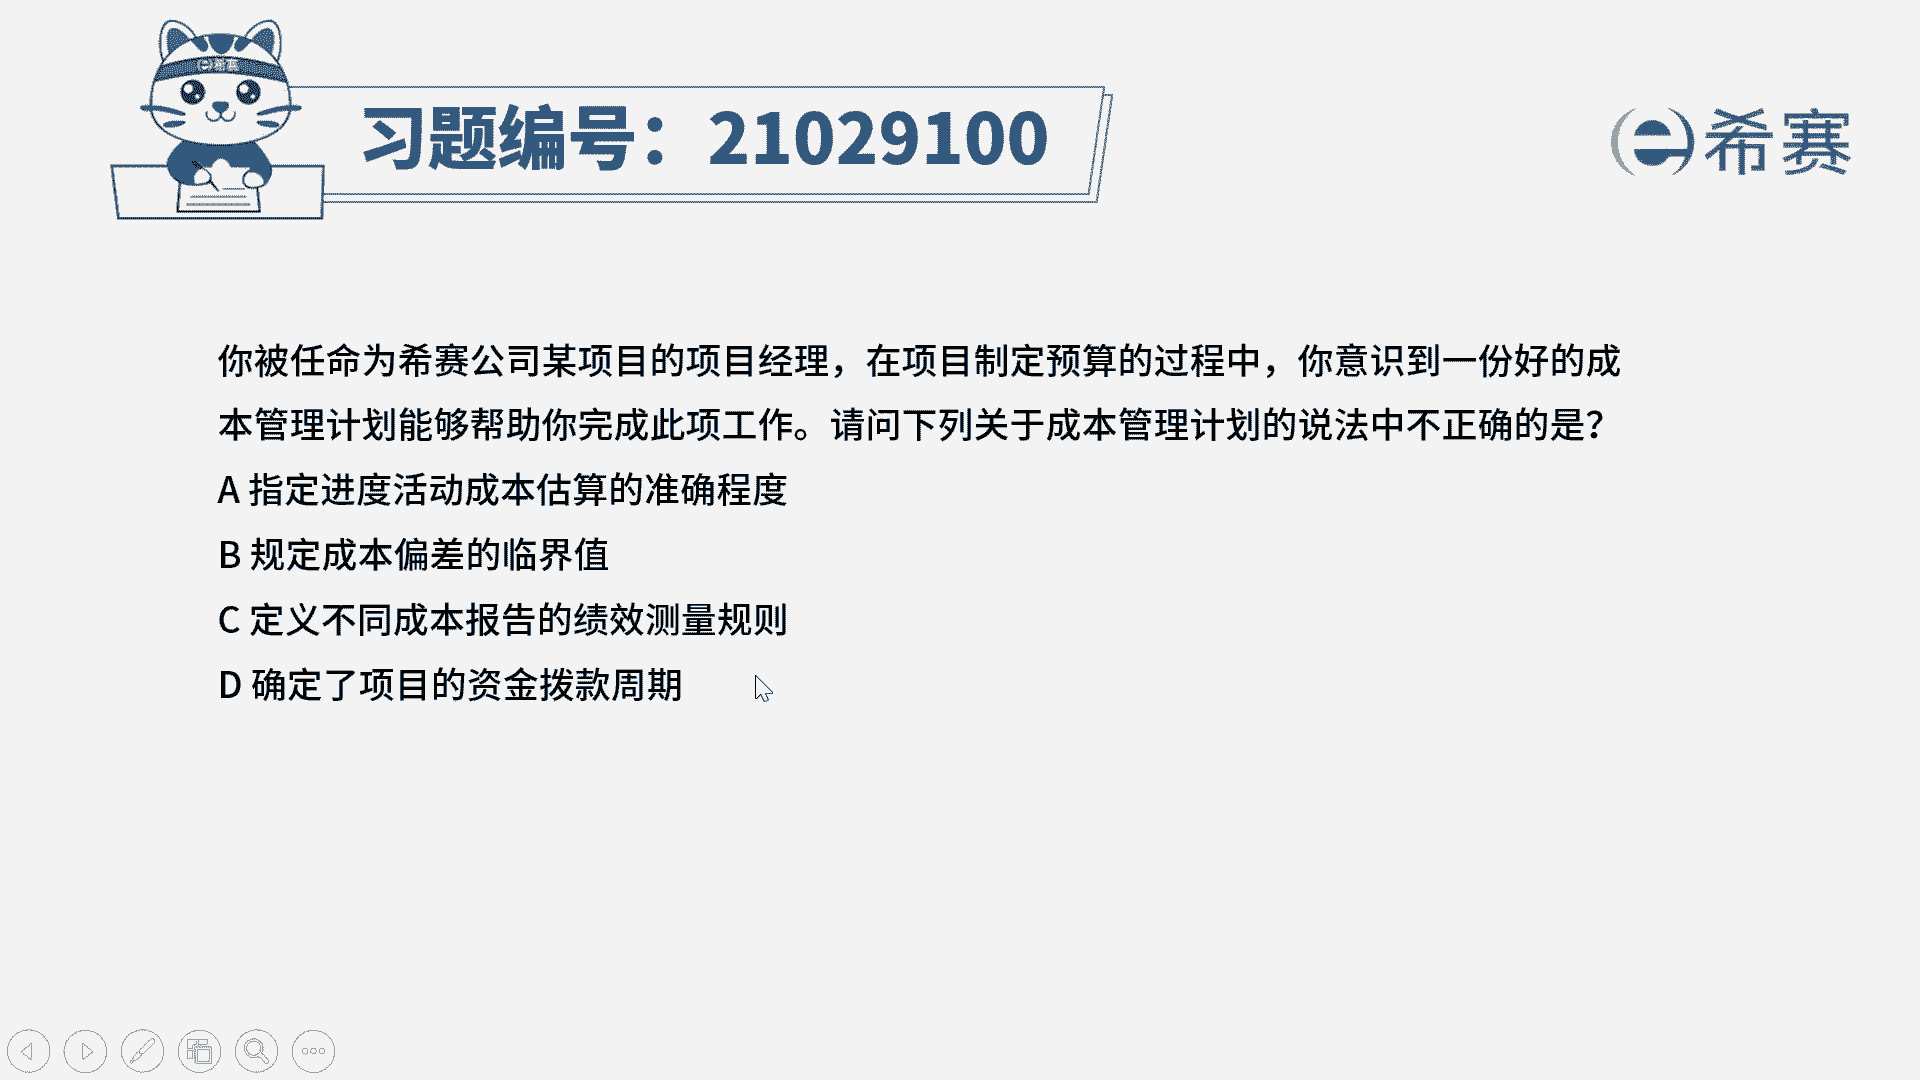 希赛
习题编号：21029100
希赛
你被任命为希赛公司某项目的项目经理，在项目制定预算的过程中，你意识到一份好的成
本管理计划能够帮助你完成此项工作。请问下列关于成本管理计划的说法中不正确的是？
A 指定进度活动成本估算的准确程度
B 规定成本偏差的临界值
C 定义不同成本报告的绩效测量规则
D 确定了项目的资金拨款周期